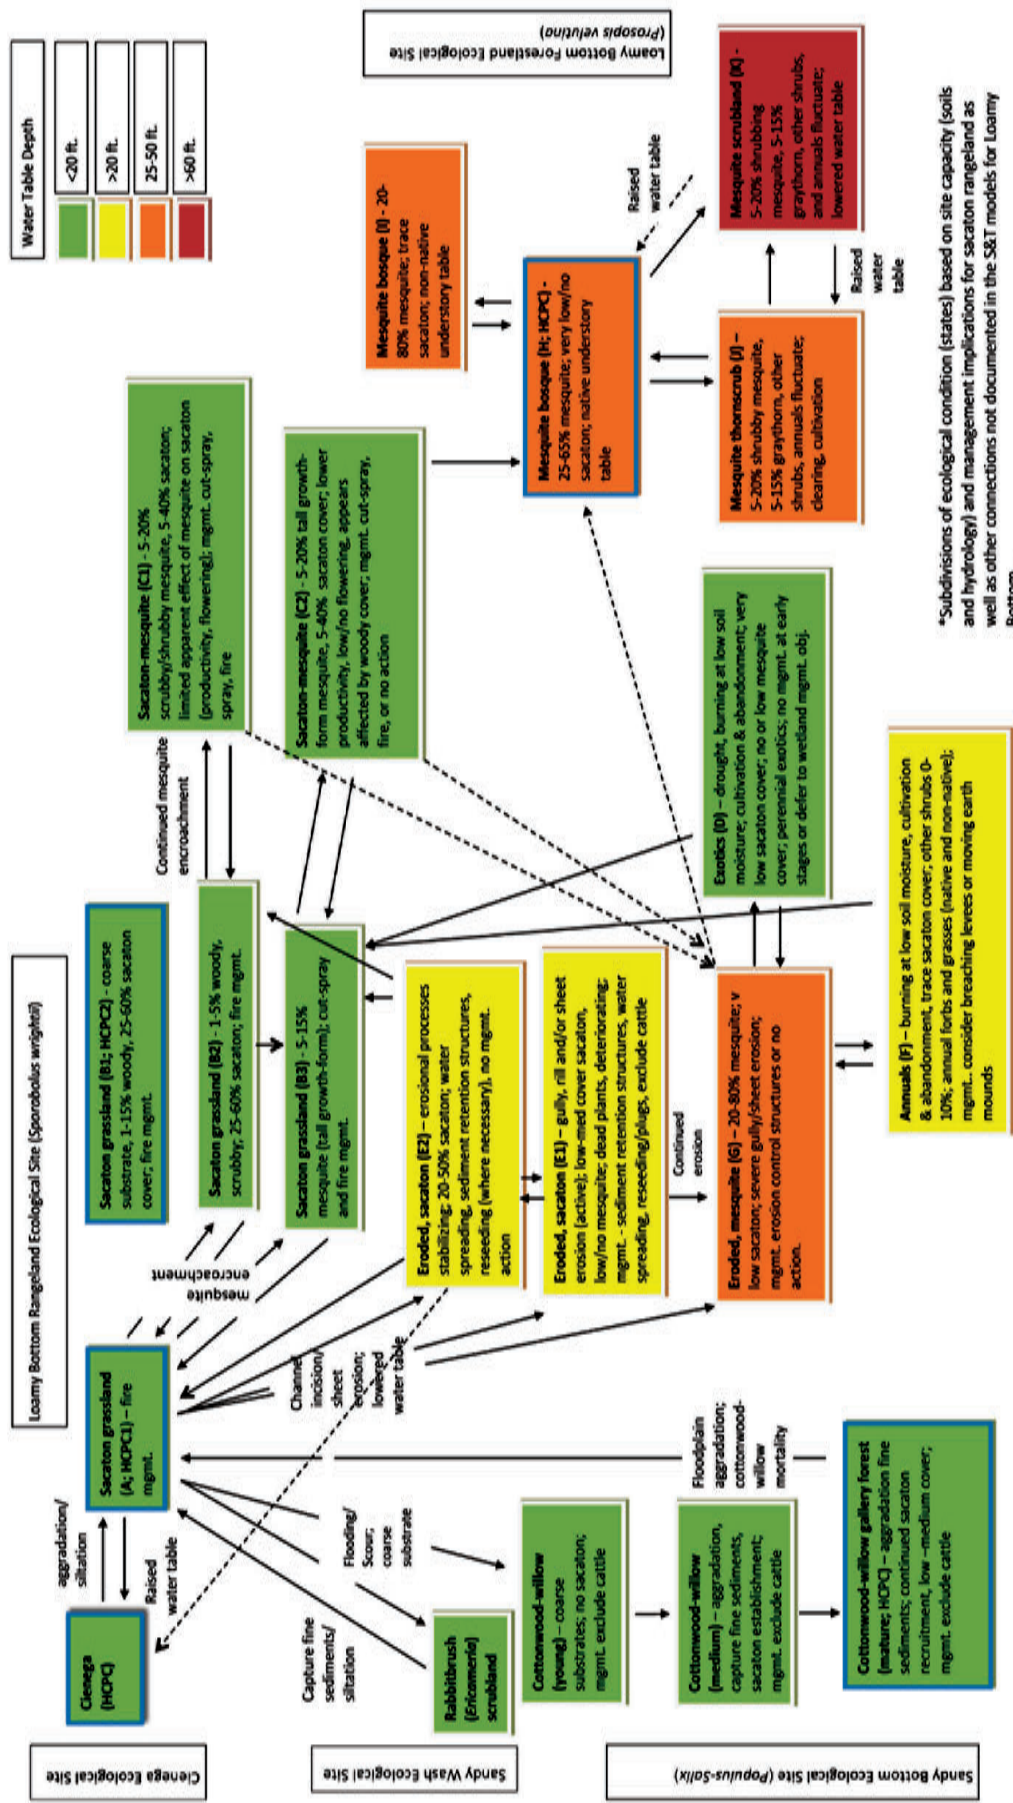 Water Table Depth
<20 ft.
>20 ft.
25-50 ft.
>60 ft.
Loamy Bottom Rangeland Ecological Site (Sporobolus wrightii)
Cienega Ecological Site
Sandy Wash Ecological Site
Sandy Bottom Ecological Site (Populus-Salix)
Loamy Bottom Forestland Ecological Site
(Prosopis velutina)
Cienega
(HCPC)
aggradation/
siltation
Raised
water table
Sacaton grassland
(A; HCPC1) – fire
mgmt.
mesquite
encroachment
Sacaton grassland (B1; HCPC2) - coarse
substrate, 1-15% woody, 25-60% sacaton
cover; fire mgmt.
Sacaton grassland (B2) - 1-5% woody,
scrubby, 25-60% sacaton; fire mgmt.
Sacaton grassland (B3) - 5-15%
mesquite (tall growth-form); cut-spray
and fire mgmt.
Continued mesquite
encroachment
Sacaton-mesquite (C1) - 5-20%
scrubby/shrubby mesquite, 5-40% sacaton;
limited apparent effect of mesquite on sacaton
(productivity, flowering); mgmt. cut-spray,
spray, fire
Sacaton-mesquite (C2) - 5-20% tall growth-
form mesquite, 5-40% sacaton cover; lower
productivity, low/no flowering, appears
affected by woody cover; mgmt. cut-spray,
fire, or no action
Mesquite bosque (I) - 20-
80% mesquite; trace
sacaton; non-native
understory table
Mesquite bosque (H; HCPC) -
25-65% mesquite; very low/no
sacaton; native understory
table
Raised
water table
Mesquite thornscrub (J) –
5-20% shrubby mesquite,
5-15% graythorn, other
shrubs, annuals fluctuate;
clearing, cultivation
Raised
water
table
Mesquite scrubland (K) -
5-20% shrubbing
mesquite, 5-15%
graythorn, other shrubs,
and annuals fluctuate;
lowered water table
Eroded, sacaton (E2) – erosional processes
stabilizing; 20-50% sacaton; water
spreading, sediment retention structures,
reseeding (where necessary), no mgmt.
action
Eroded, sacaton (E1) – gully, rill and/or sheet
erosion (active); low-med cover sacaton,
low/no mesquite; dead plants, deteriorating;
mgmt. - sediment retention structures, water
spreading, reseeding/plugs, exclude cattle
Continued
erosion
Eroded, mesquite (G) – 20-80% mesquite; v
low sacaton; severe gully/sheet erosion;
mgmt. erosion control structures or no
action.
Exotics (D) – drought, burning at low soil
moisture; cultivation & abandonment; very
low sacaton cover; no or low mesquite
cover; perennial exotics; no mgmt. at early
stages or defer to wetland mgmt. obj.
Annuals (F) – burning at low soil moisture, cultivation
& abandonment, trace sacaton cover; other shrubs 0-
10%; annual forbs and grasses (native and non-native);
mgmt. consider breaching levees or moving earth
mounds
Channel
incision/
sheet
erosion;
lowered
water table
Flooding/
Scour;
coarse
substrate
Capture fine
sediments/
siltation
Rabbitbrush
(Ericameria)
scrubland
Cottonwood-willow
(young) – coarse
substrates; no sacaton;
mgmt. exclude cattle
Cottonwood-willow
(medium) – aggradation,
capture fine sediments,
sacaton establishment;
mgmt. exclude cattle
Floodplain
aggradation;
cottonwood-
willow
mortality
Cottonwood-willow gallery forest
(mature; HCPC) – aggradation fine
sediments; continued sacaton
recruitment, low –medium cover;
mgmt. exclude cattle
*Subdivisions of ecological condition (states) based on site capacity (soils
and hydrology) and management implications for sacaton rangeland as
well as other connections not documented in the S&T models for Loamy
Bottom